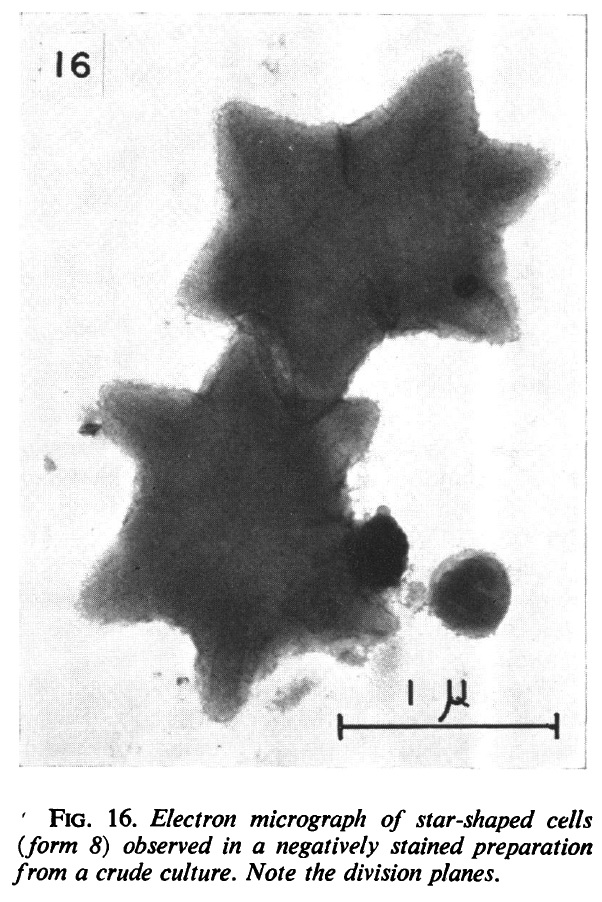 16
1 μ
' FIG. 16. Electron micrograph of star-shaped cells
(form 8) observed in a negatively stained preparation
from a crude culture. Note the division planes.